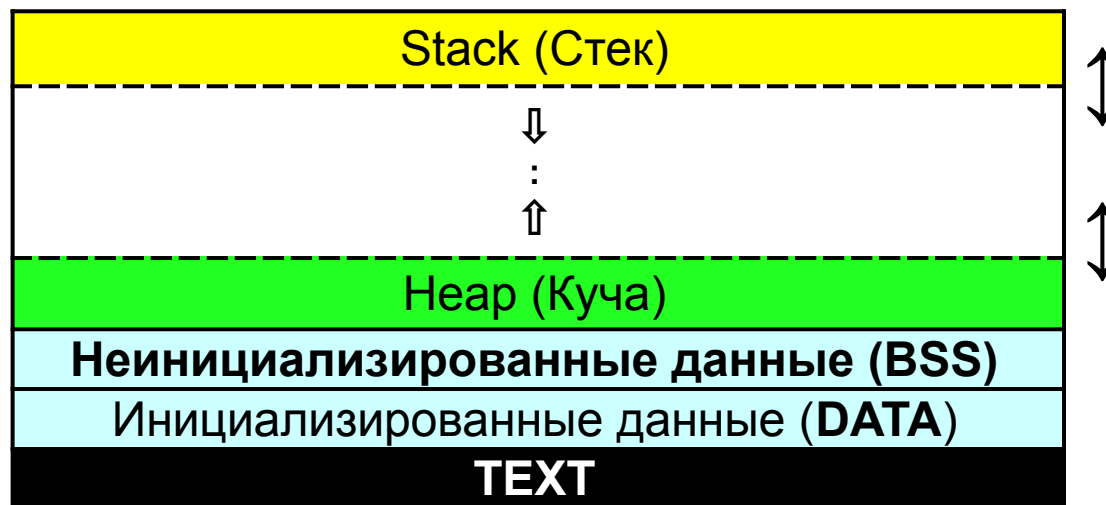 Stack (Стек)
⇩
:
⇧
Heap (Куча)
Неинициализированные данные (BSS)
Инициализированные данные (DATA)
TEXT